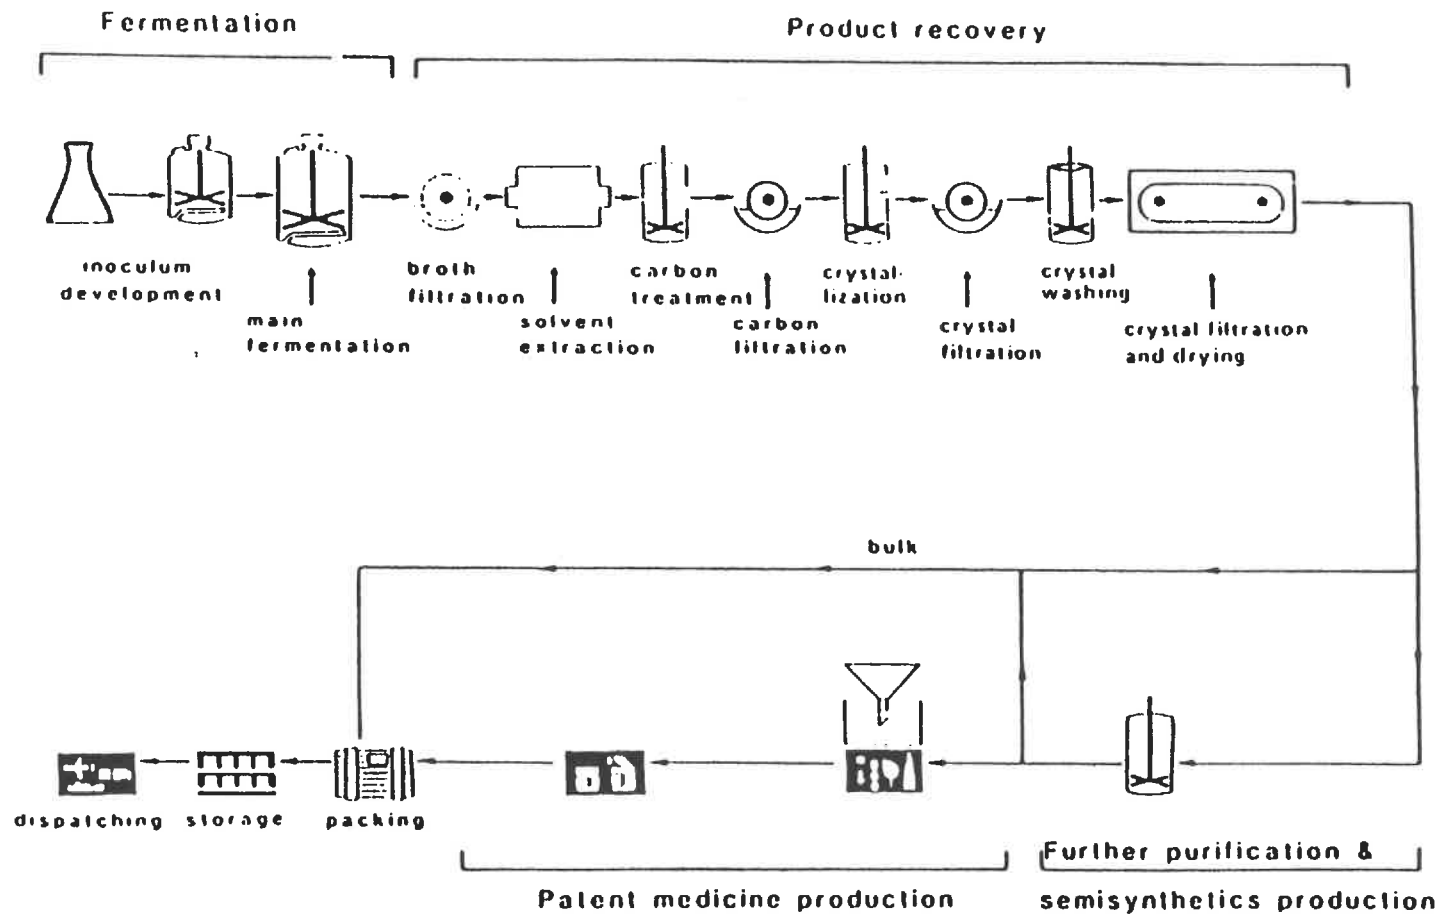 Fermentation
Product recovery
inoculum
development
main
fermentation
broth
filtration
solvent
extraction
carbon
treatment
carbon
filtration
crystal-
lization
crystal
filtration
crystal
washing
crystal filtration
and drying
bulk
dispatching
storage
packing
Patent medicine production
Further purification &
semisynthetics production